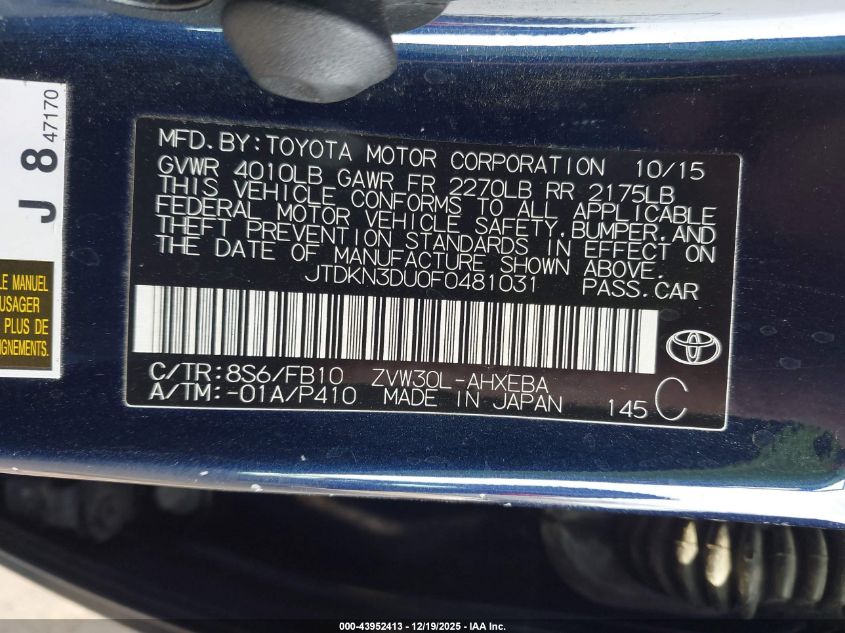 J 8 47170
LE MANUEL
USAGER
PLUS DE
IGNEMENTS.
MFD. BY: TOYOTA MOTOR CORPORATION 10/15
GVWR 4010LB GAWR FR 2270LB RR 2175LB
THIS VEHICLE CONFORMS TO ALL APPLICABLE
FEDERAL MOTOR VEHICLE SAFETY, BUMPER, AND
THEFT PREVENTION STANDARDS IN EFFECT ON
THE DATE OF MANUFACTURE SHOWN ABOVE.
JTDKN3DU0F0481031 PASS.CAR
C/TR: 8S6/FB10 ZVW30L-AHXEBA
A/TM: -01A/P410 MADE IN JAPAN 145 C
TOYOTA
000-43952413 - 12/19/2025 - IAA Inc.